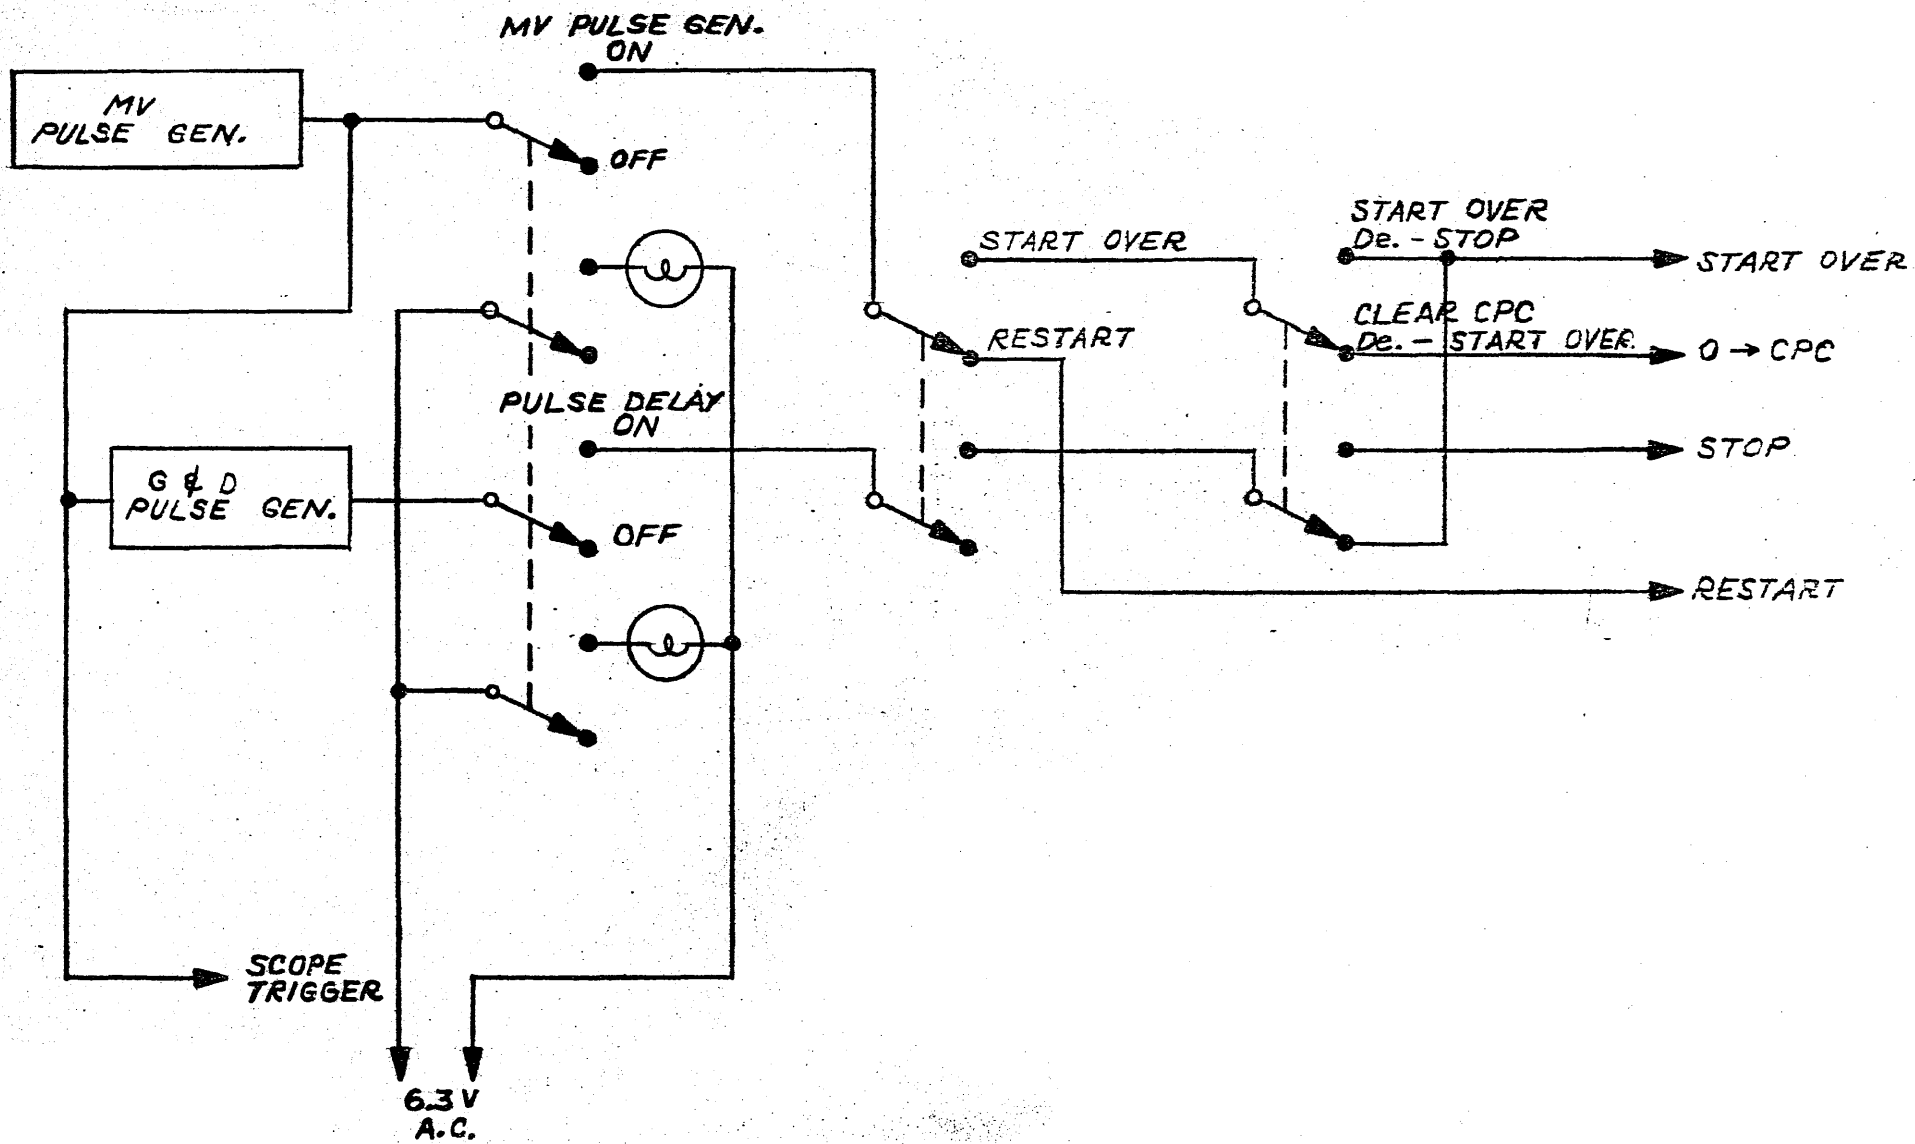 MV PULSE GEN.
ON
MV
PULSE GEN.
OFF
START OVER
START OVER
De. - STOP
START OVER
RESTART
CLEAR CPC
De. - START OVER.
O → CPC
PULSE DELAY
ON
STOP
G & D
PULSE GEN.
OFF
RESTART
SCOPE
TRIGGER
6.3 V
A.C.